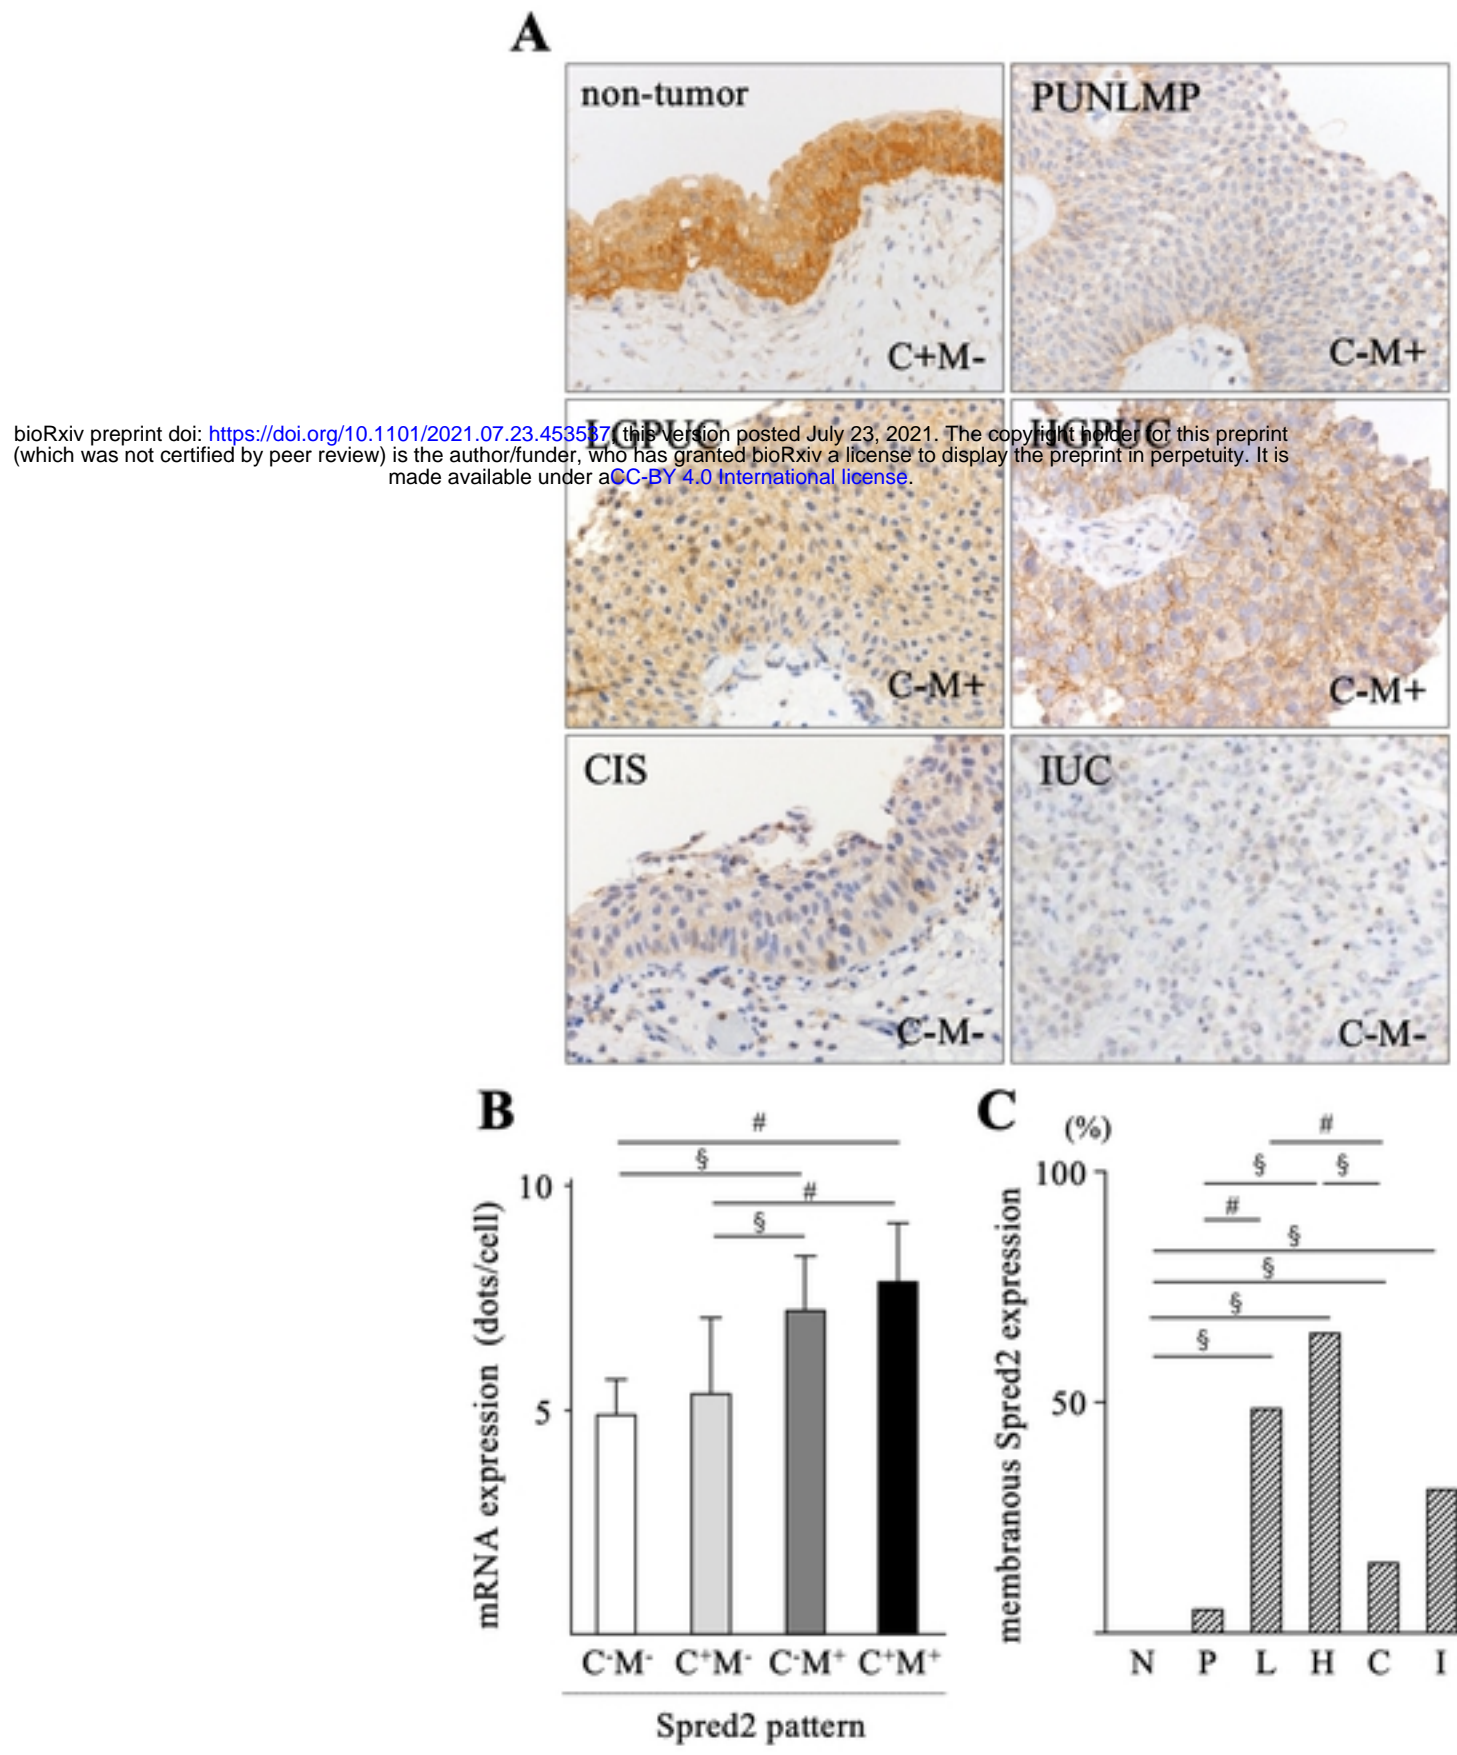 A
non-tumor
PUNLMP
C+M-
C-M+
LGPUC
HGPUC
bioRxiv preprint doi: https://doi.org/10.1101/2021.07.23.453537; this version posted July 23, 2021. The copyright holder for this preprint
(which was not certified by peer review) is the author/funder, who has granted bioRxiv a license to display the preprint in perpetuity. It is
made available under aCC-BY 4.0 International license.
C-M+
C-M+
CIS
IUC
C-M-
C-M-
B
#
§
#
§
10
5
mRNA expression (dots/cell)
C⁻M⁻ C⁺M⁻ C⁻M⁺ C⁺M⁺
Spred2 pattern
C
(%)
#
§ §
#
§
§
§
§
100
50
membranous Spred2 expression
N P L H C I